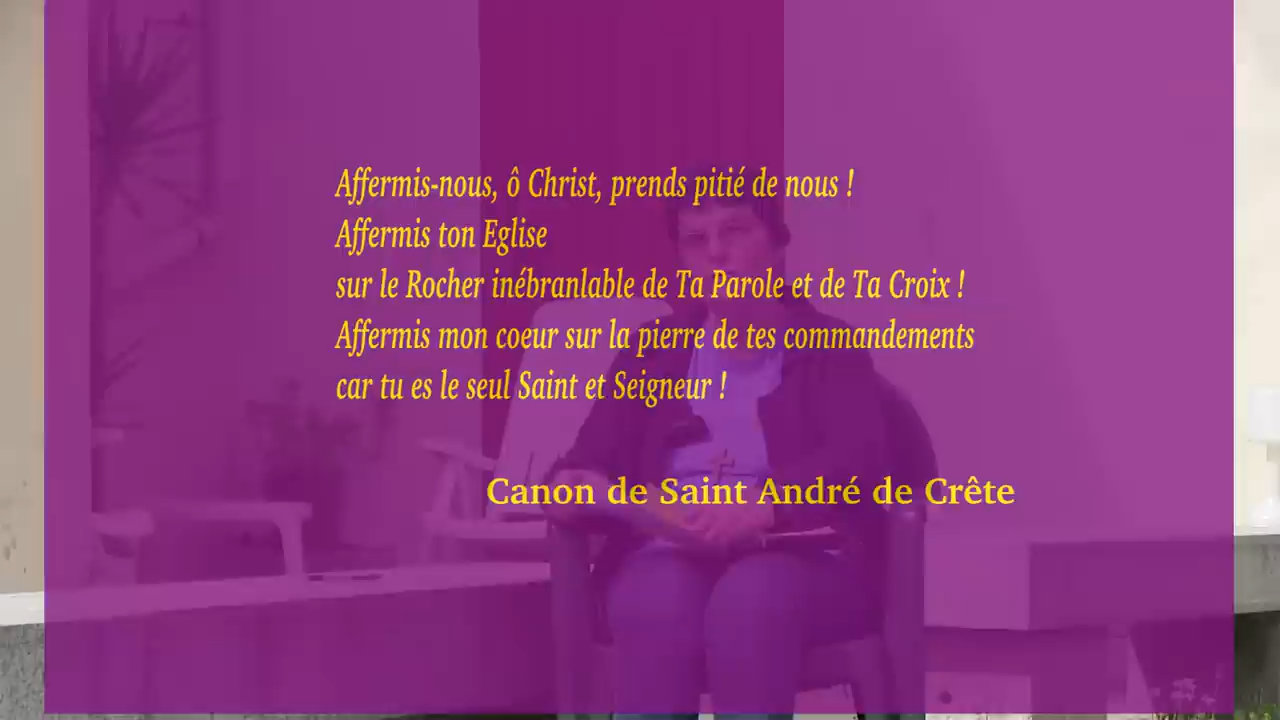 Affermis-nous, ô Christ, prends pitié de nous !
Affermis ton Eglise
sur le Rocher inébranlable de Ta Parole et de Ta Croix !
Affermis mon coeur sur la pierre de tes commandements
car tu es le seul Saint et Seigneur !
Canon de Saint André de Crête